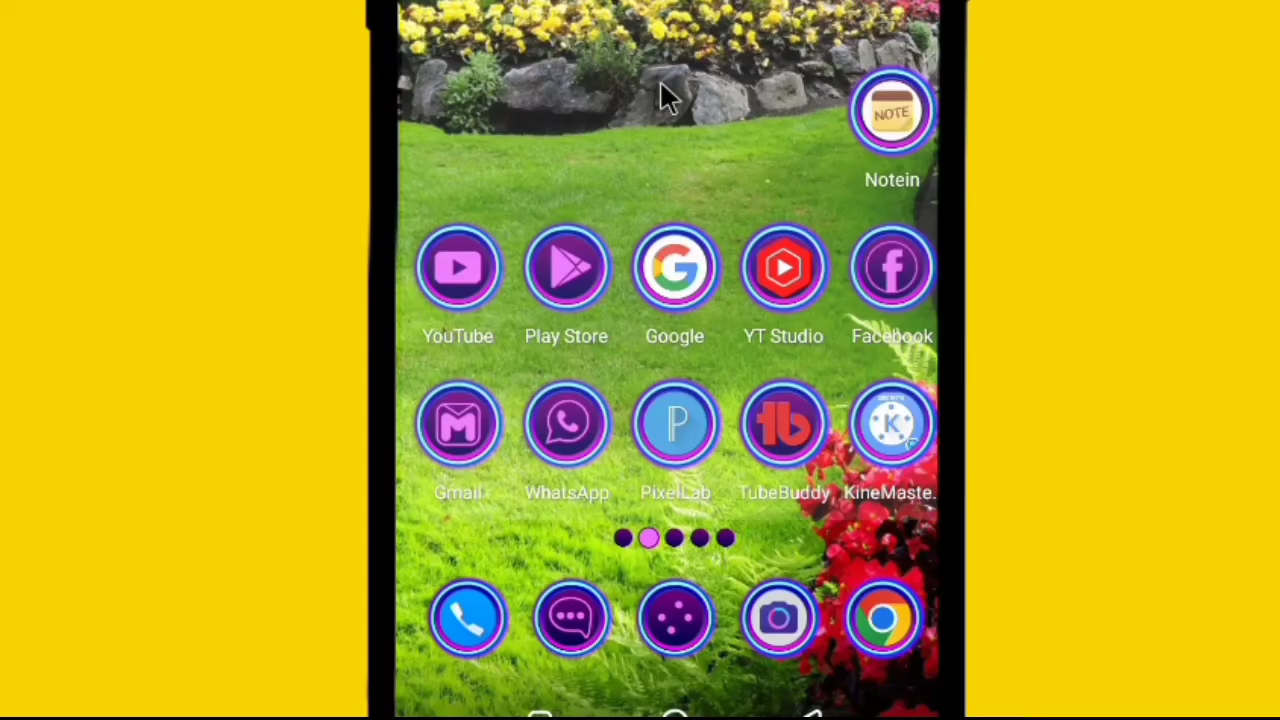 NOTE
Notein
YouTube Play Store Google YT Studio Facebook
Gmail WhatsApp PixelLab TubeBuddy KineMaste.